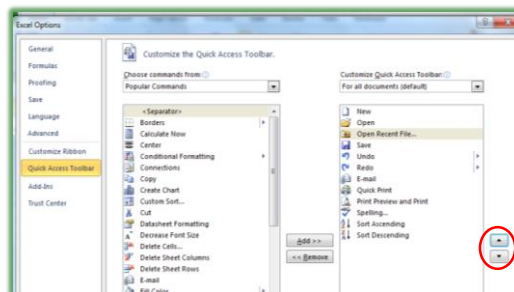 Excel Options
General
Formulas
Proofing
Save
Language
Advanced
Customize Ribbon
Quick Access Toolbar
Add-Ins
Trust Center
Customize the Quick Access Toolbar.
Choose commands from:
Popular Commands
<Separator>
Borders
Calculate Now
Center
Conditional Formatting
Connections
Copy
Create Chart
Custom Sort...
Cut
Datasheet Formatting
Decrease Font Size
Delete Cells...
Delete Sheet Columns
Delete Sheet Rows
E-mail
Fill Color
Add >>
<< Remove
Customize Quick Access Toolbar:
For all documents (default)
New
Open
Open Recent File...
Save
Undo
Redo
E-mail
Quick Print
Print Preview and Print
Spelling...
Sort Ascending
Sort Descending